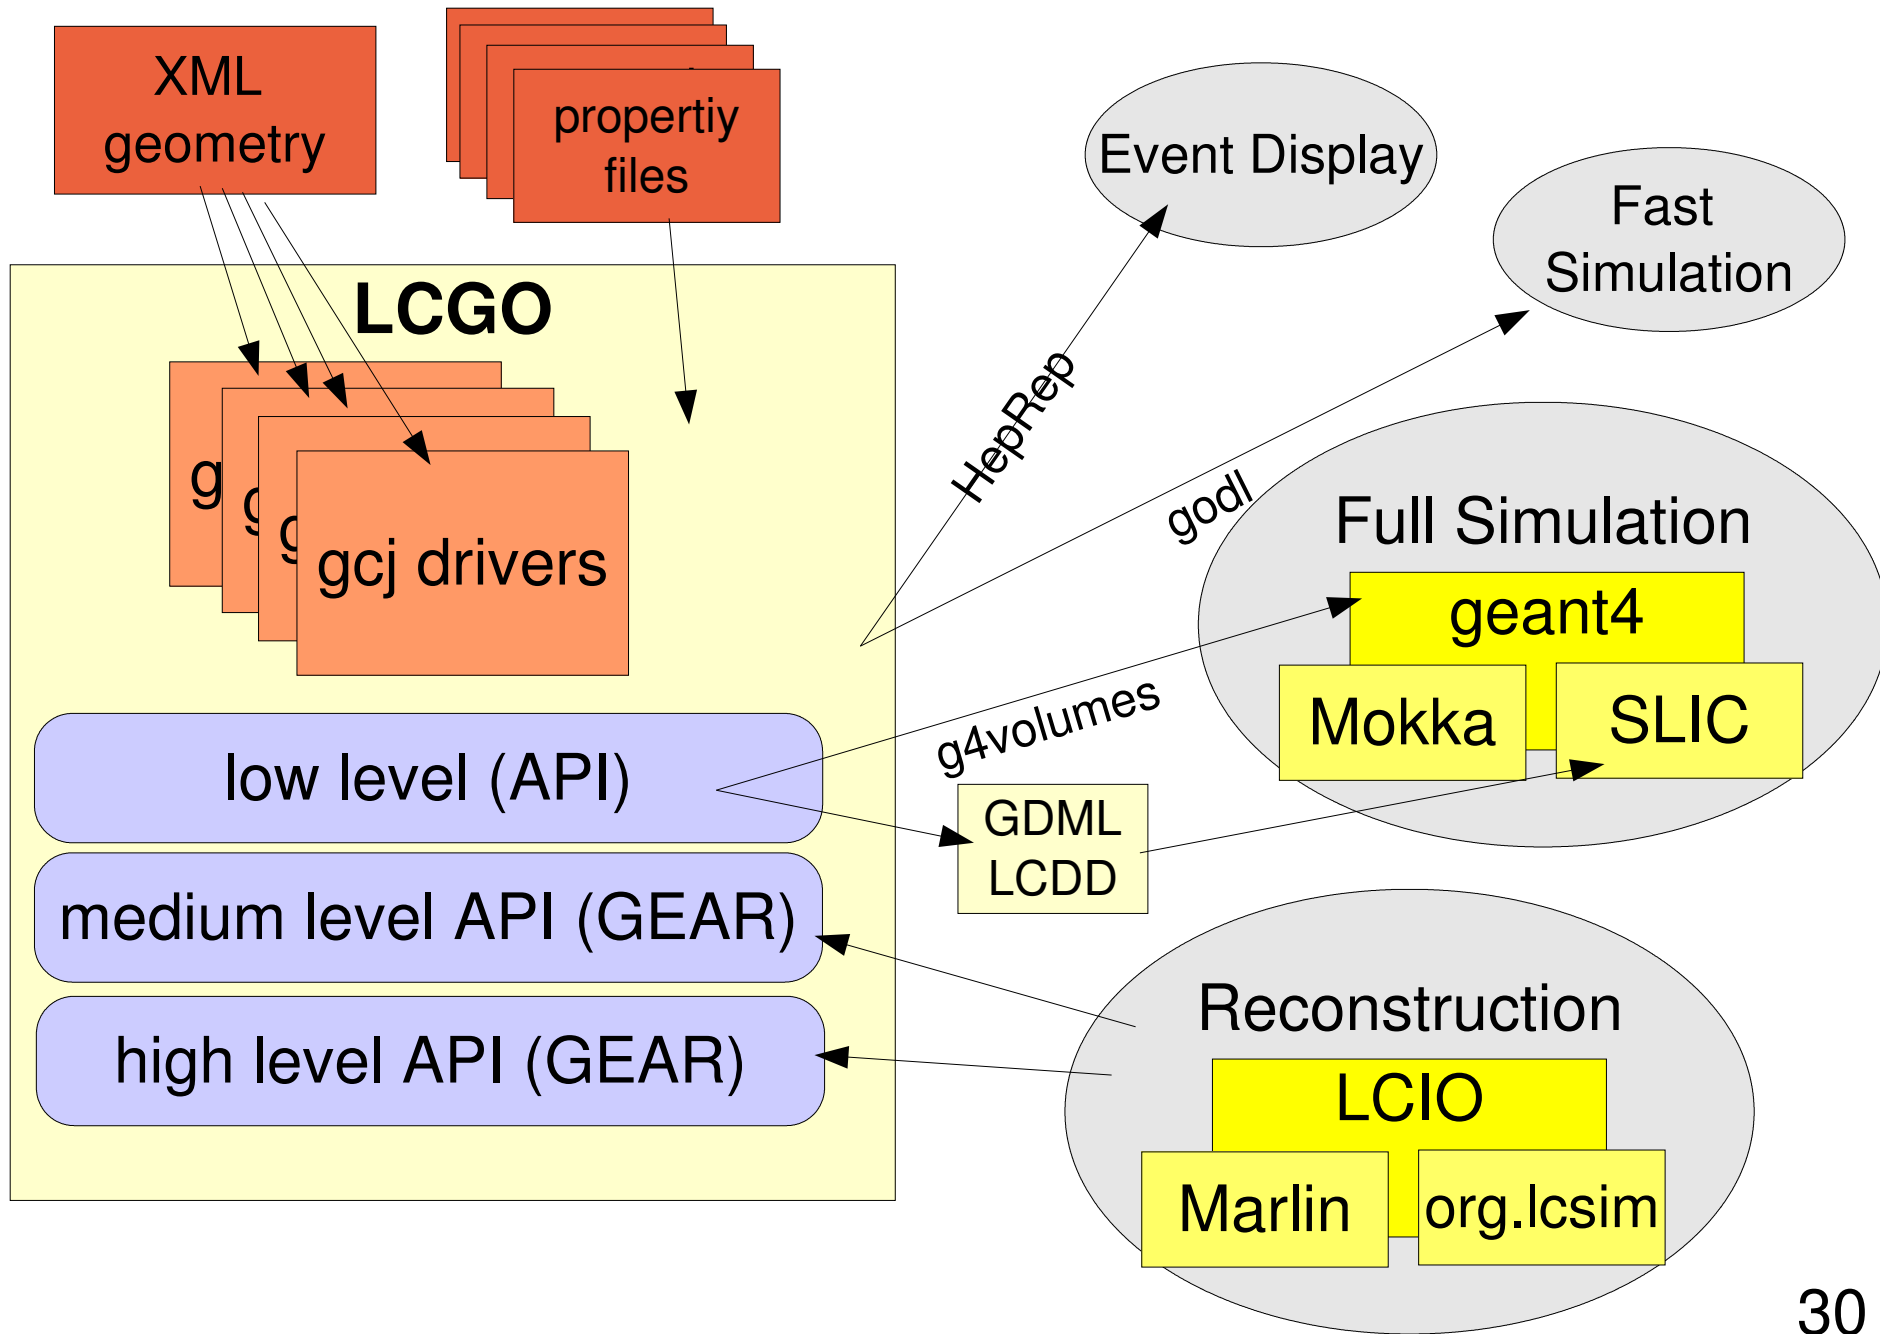 XML
geometry
propertiy
files
Event Display
Fast
Simulation
LCGO
g
g
g
gcj drivers
HepRep
godl
Full Simulation
geant4
Mokka
SLIC
g4volumes
low level (API)
GDML
LCDD
medium level API (GEAR)
high level API (GEAR)
Reconstruction
LCIO
Marlin
org.lcsim
30